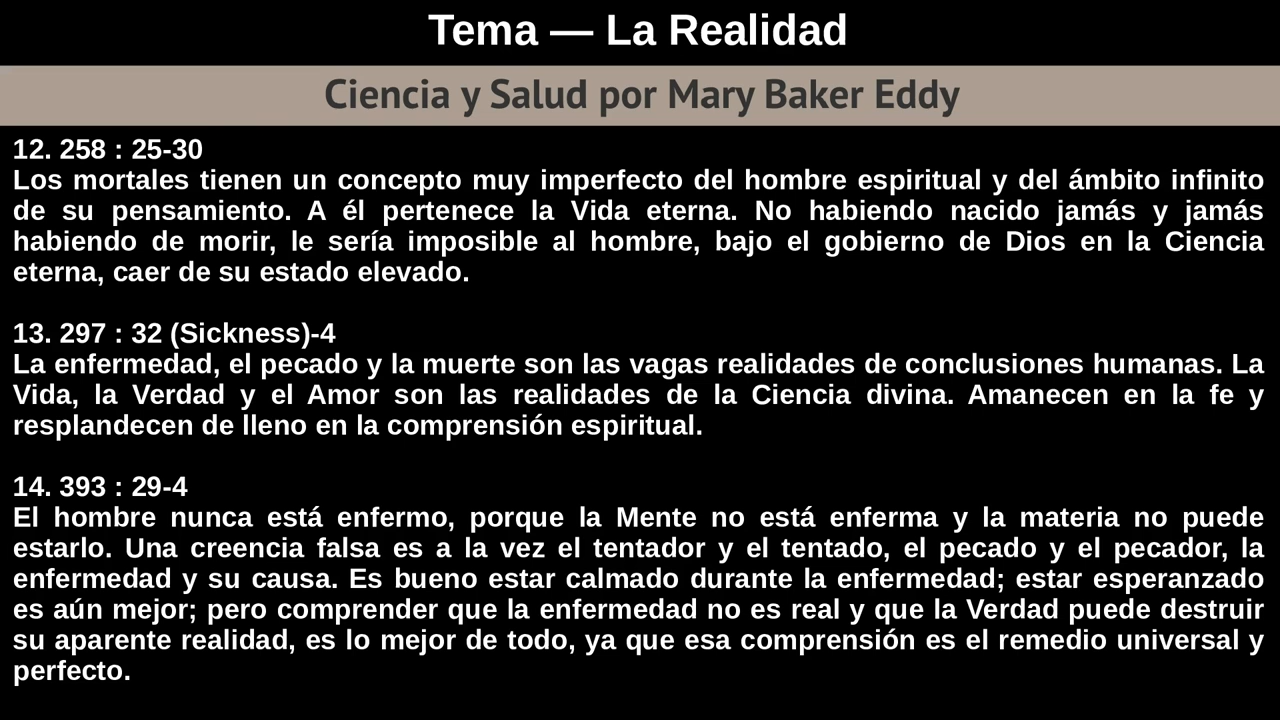 Tema — La Realidad
Ciencia y Salud por Mary Baker Eddy
12. 258 : 25-30
Los mortales tienen un concepto muy imperfecto del hombre espiritual y del ámbito infinito
de su pensamiento. A él pertenece la Vida eterna. No habiendo nacido jamás y jamás
habiendo de morir, le sería imposible al hombre, bajo el gobierno de Dios en la Ciencia
eterna, caer de su estado elevado.
13. 297 : 32 (Sickness)-4
La enfermedad, el pecado y la muerte son las vagas realidades de conclusiones humanas. La
Vida, la Verdad y el Amor son las realidades de la Ciencia divina. Amanecen en la fe y
resplandecen de lleno en la comprensión espiritual.
14. 393 : 29-4
El hombre nunca está enfermo, porque la Mente no está enferma y la materia no puede
estarlo. Una creencia falsa es a la vez el tentador y el tentado, el pecado y el pecador, la
enfermedad y su causa. Es bueno estar calmado durante la enfermedad; estar esperanzado
es aún mejor; pero comprender que la enfermedad no es real y que la Verdad puede destruir
su aparente realidad, es lo mejor de todo, ya que esa comprensión es el remedio universal y
perfecto.